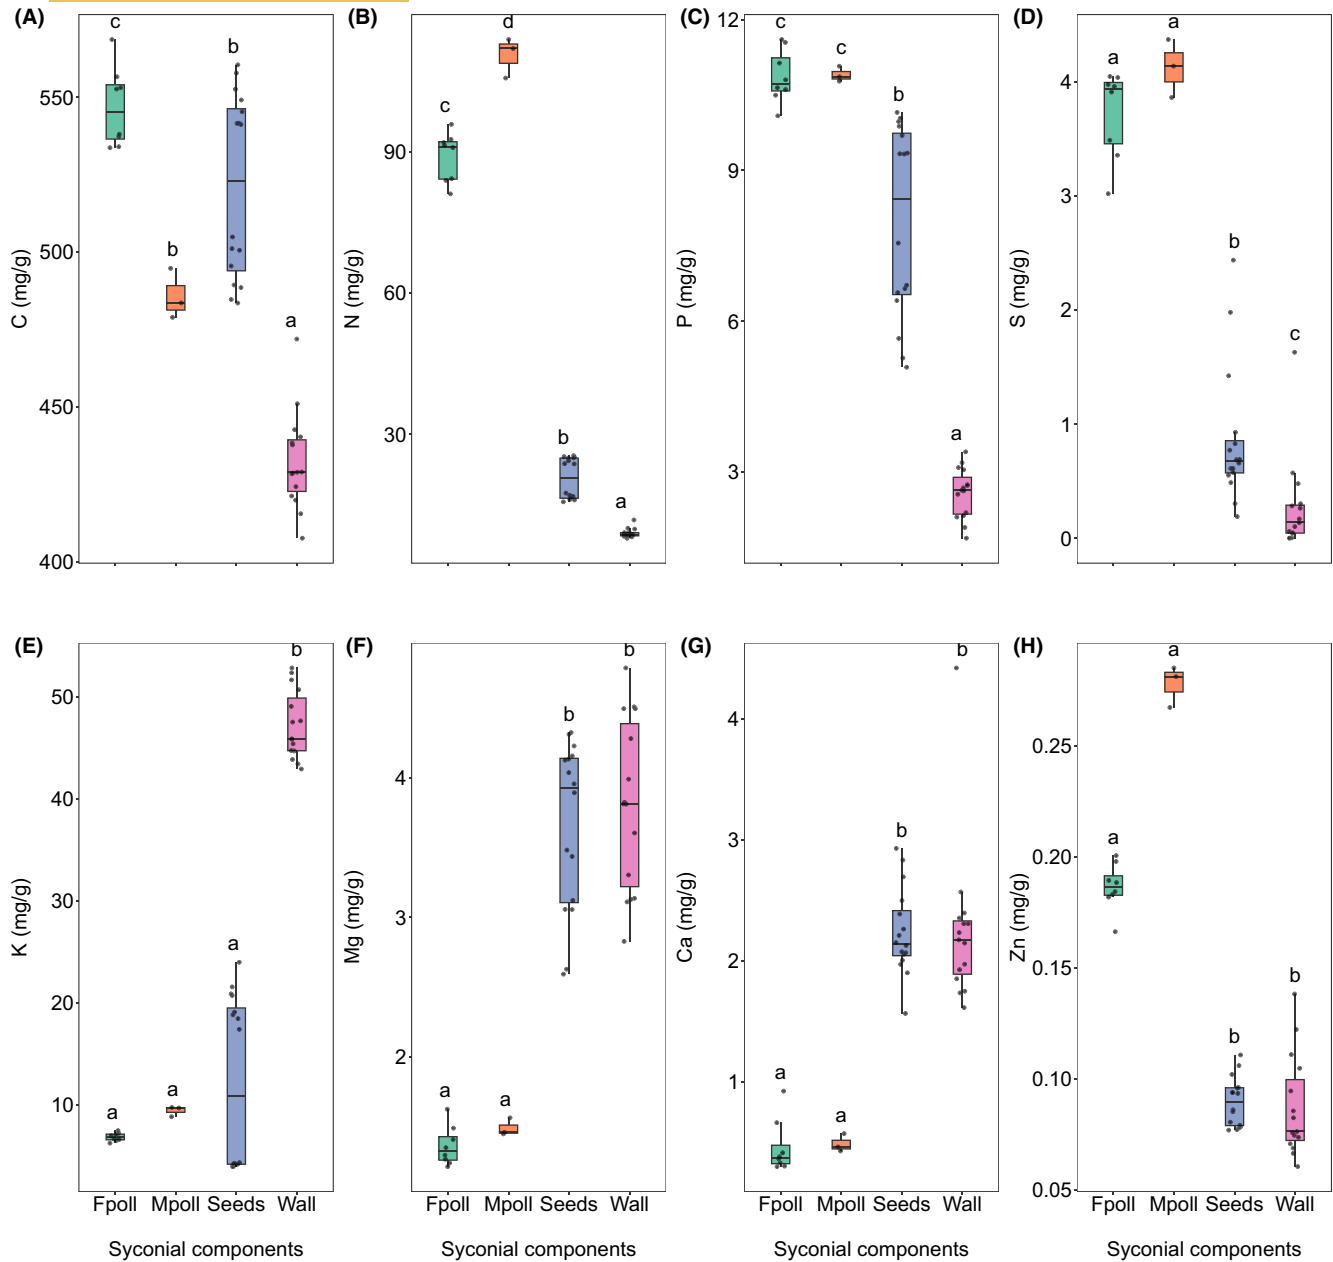 (A)
c
b
b
a
550
500
450
400
C (mg/g)
(B)
d
c
b
a
90
60
30
N (mg/g)
(C)
c
c
b
a
12
9
6
3
P (mg/g)
(D)
a
a
b
c
4
3
2
1
0
S (mg/g)
(E)
b
a
a
a
50
40
30
20
10
K (mg/g)
Fpoll Mpoll Seeds Wall
Syconial components
(F)
b
b
a
a
4
3
2
Mg (mg/g)
Fpoll Mpoll Seeds Wall
Syconial components
(G)
b
b
a
a
4
3
2
1
Ca (mg/g)
Fpoll Mpoll Seeds Wall
Syconial components
(H)
a
a
b
b
0.25
0.20
0.15
0.10
0.05
Zn (mg/g)
Fpoll Mpoll Seeds Wall
Syconial components